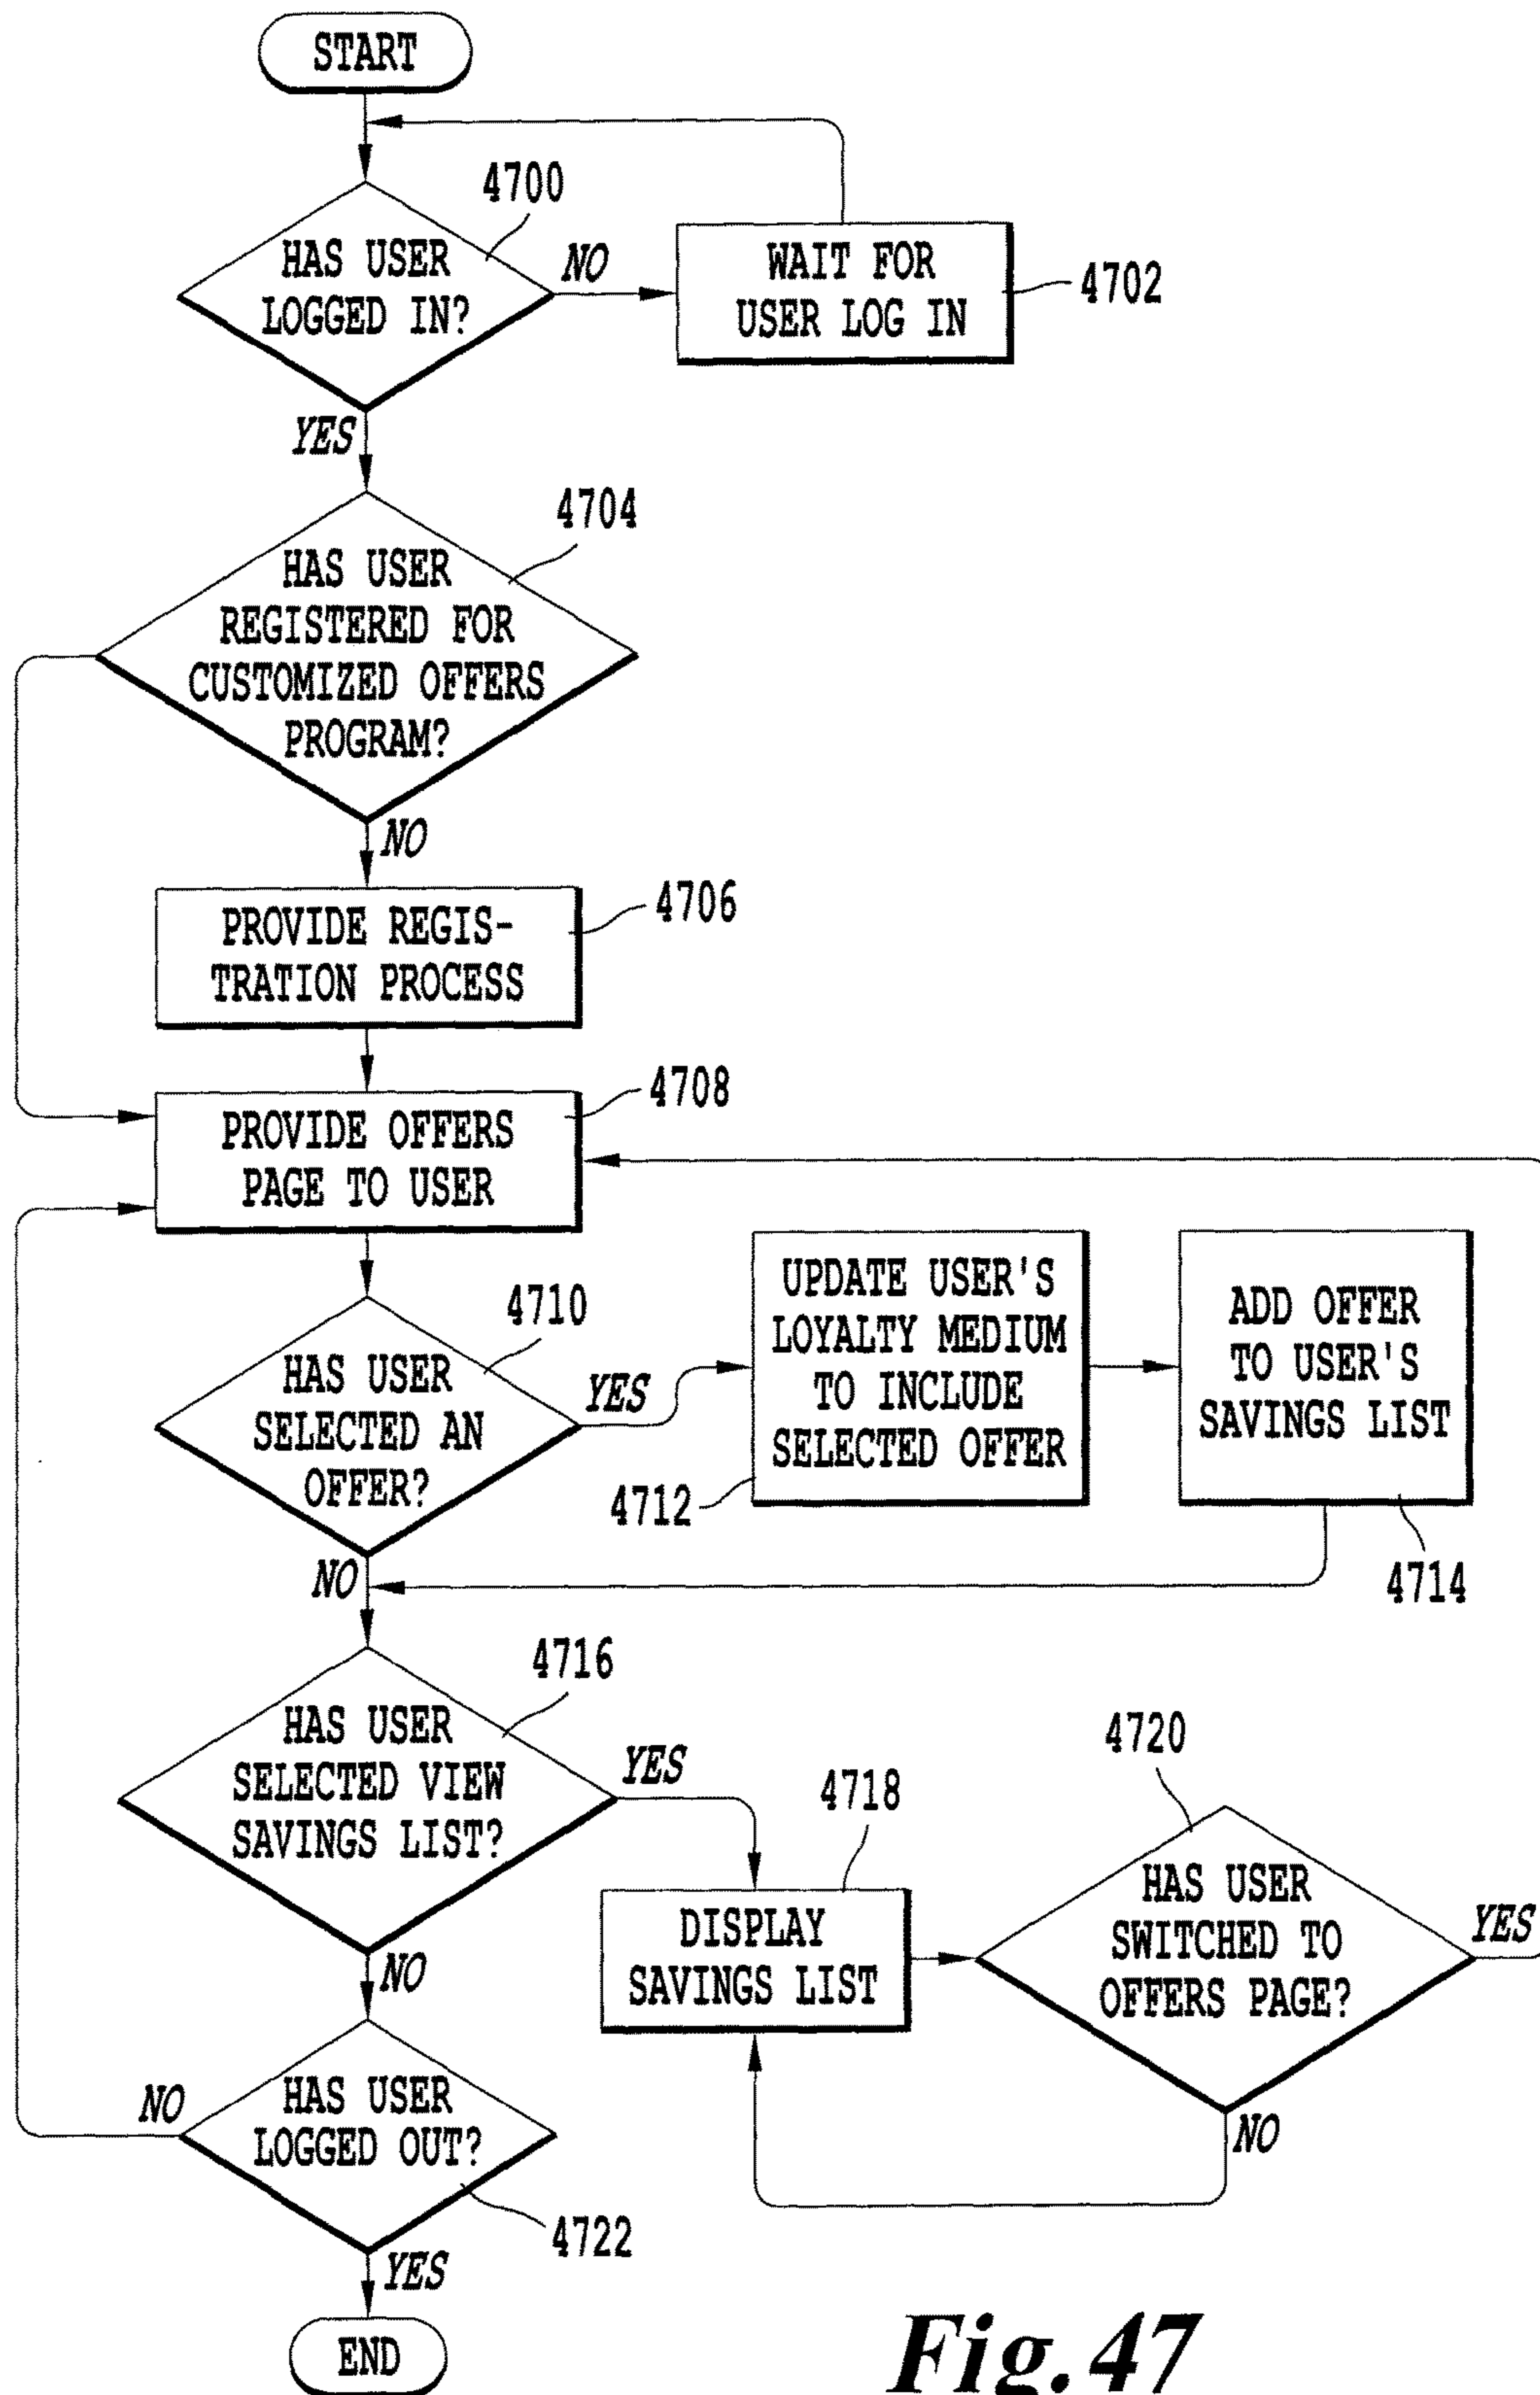 START
4700
HAS USER
LOGGED IN?
NO
WAIT FOR
USER LOG IN
4702
YES
4704
HAS USER
REGISTERED FOR
CUSTOMIZED OFFERS
PROGRAM?
NO
PROVIDE REGIS-
TRATION PROCESS
4706
PROVIDE OFFERS
PAGE TO USER
4708
4710
HAS USER
SELECTED AN
OFFER?
YES
UPDATE USER'S
LOYALTY MEDIUM
TO INCLUDE
SELECTED OFFER
4712
ADD OFFER
TO USER'S
SAVINGS LIST
4714
NO
4716
HAS USER
SELECTED VIEW
SAVINGS LIST?
YES
4718
DISPLAY
SAVINGS LIST
4720
HAS USER
SWITCHED TO
OFFERS PAGE?
YES
NO
NO
HAS USER
LOGGED OUT?
NO
4722
YES
END
Fig. 47